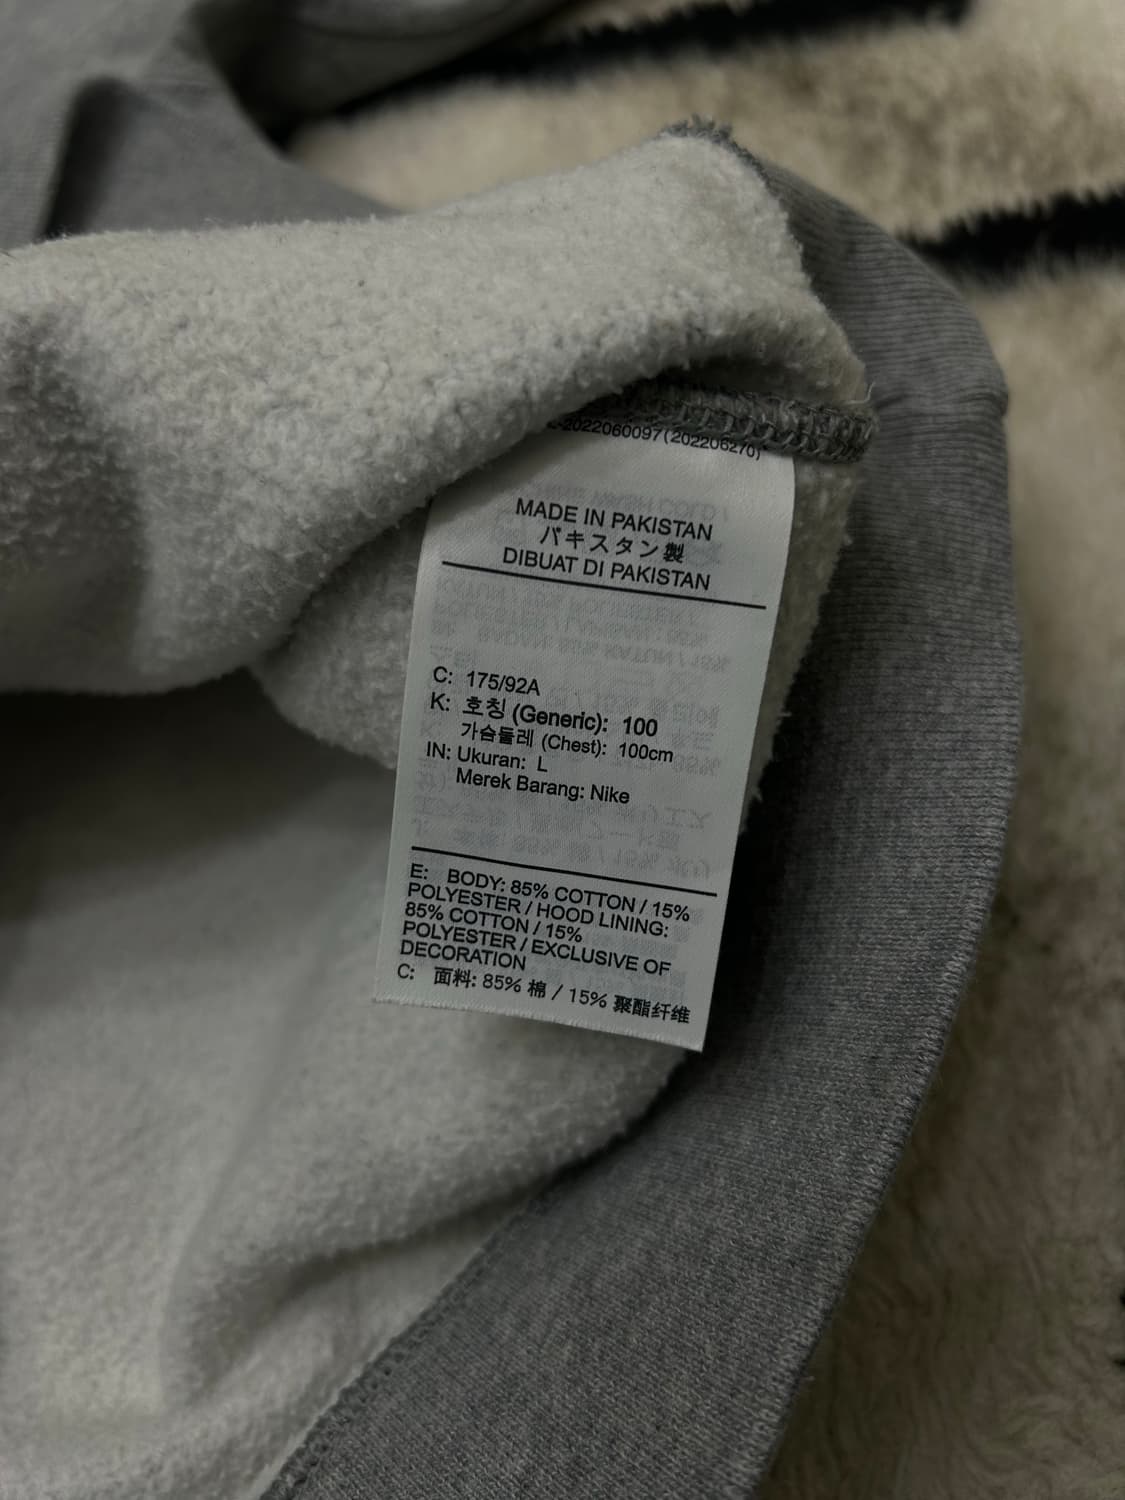 -2022060097(202206270)
MADE IN PAKISTAN
パキスタン製
DIBUAT DI PAKISTAN
C: 175/92A
K: 호칭 (Generic): 100
가슴둘레 (Chest): 100cm
IN: Ukuran: L
Merek Barang: Nike
E: BODY: 85% COTTON / 15%
POLYESTER / HOOD LINING:
85% COTTON / 15%
POLYESTER / EXCLUSIVE OF
DECORATION
C: 面料: 85% 棉 / 15% 聚酯纤维